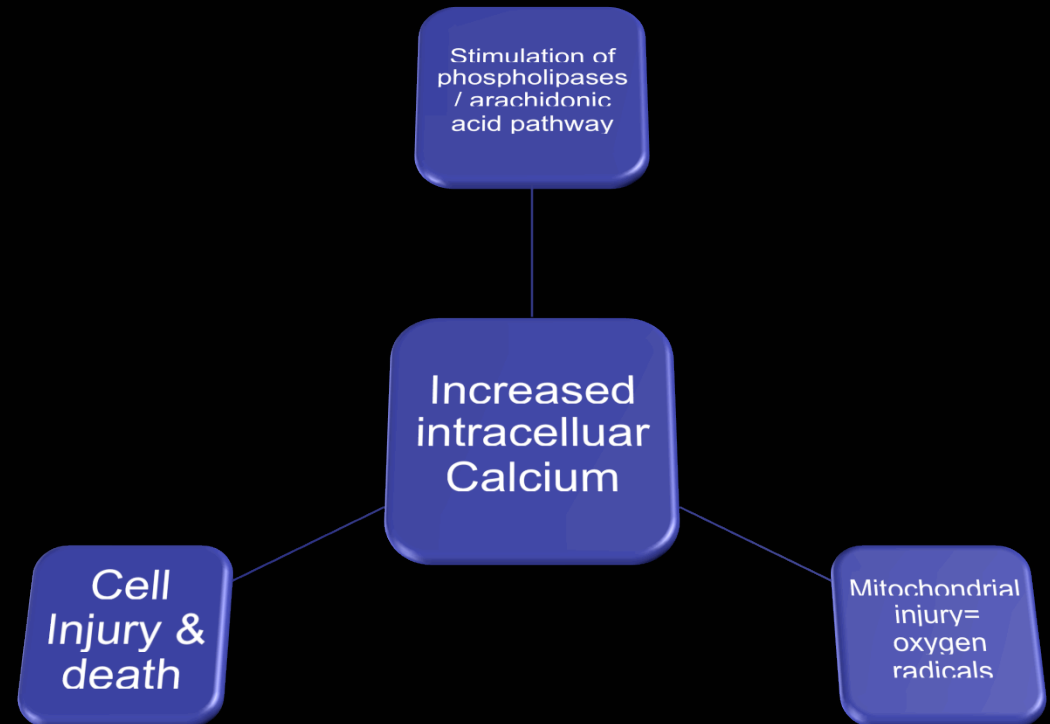 Stimulation of
phospholipases
/ arachidonic
acid pathway
Increased
intracelluar
Calcium
Cell
Injury &
death
Mitochondrial
injury=
oxygen
radicals